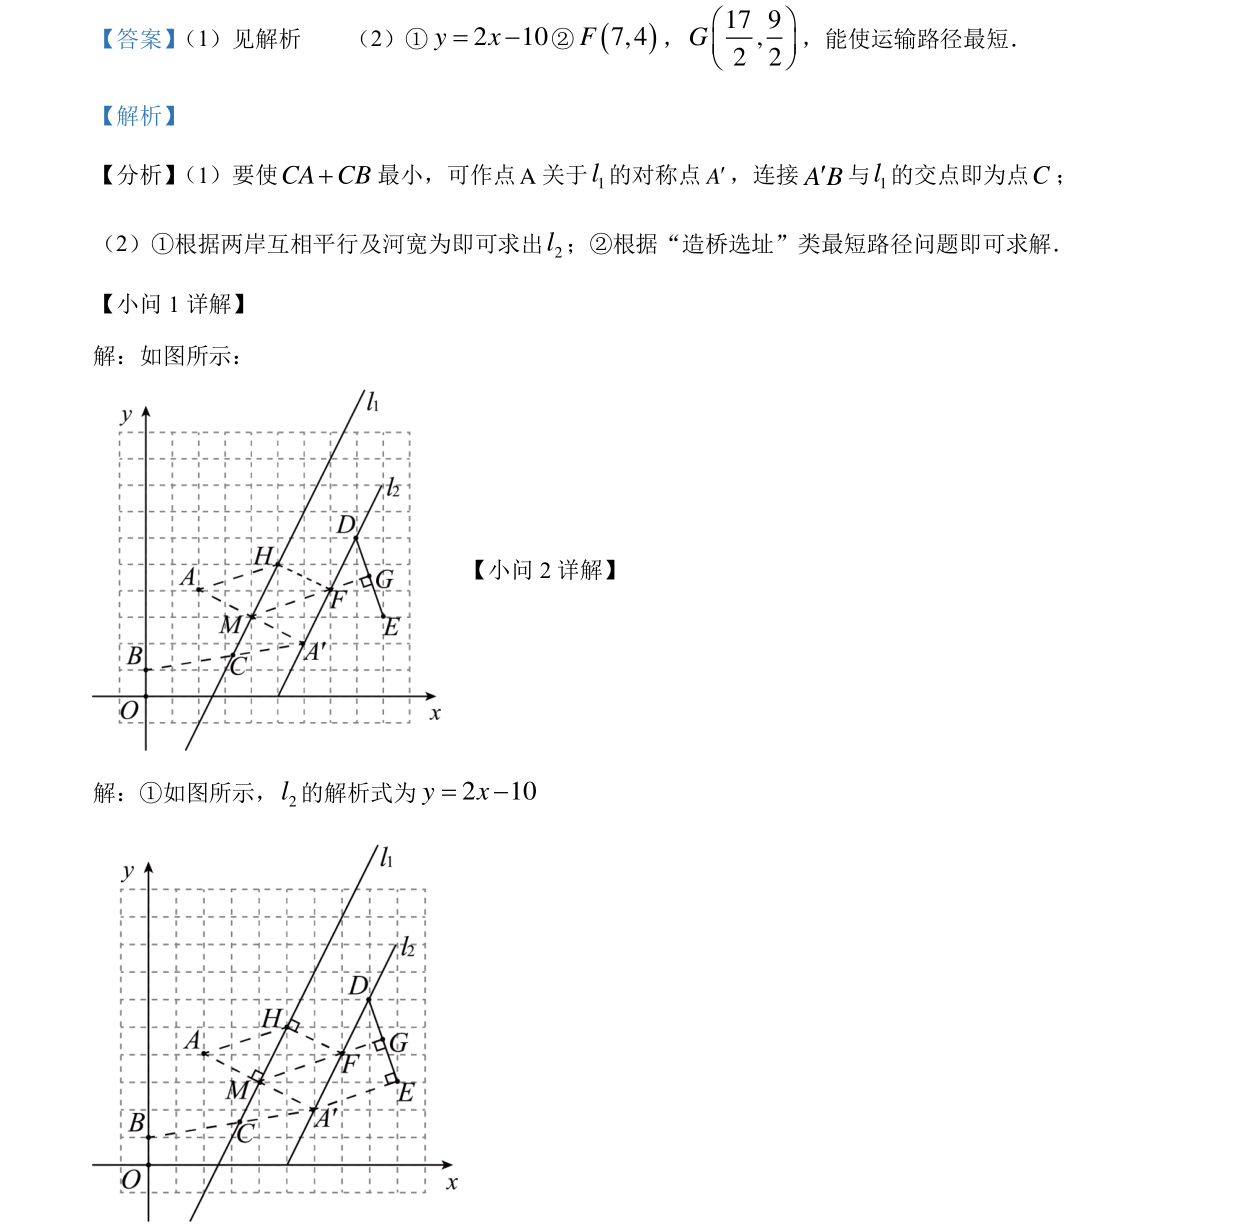 【答案】（1）见解析 （2）① y=2x−10② F(7,4)，G(17/2,9/2)，能使运输路径最短．
【解析】
【分析】（1）要使 CA+CB 最小，可作点 A 关于 l₁ 的对称点 A′，连接 A′B 与 l₁ 的交点即为点 C；
（2）①根据两岸互相平行及河宽为即可求出 l₂；②根据“造桥选址”类最短路径问题即可求解．
【小问 1 详解】
解：如图所示：
l₁
y
l₂
D
H
A
G
F
M
E
B
C
A′
O
x
【小问 2 详解】
解：①如图所示， l₂ 的解析式为 y=2x−10
l₁
y
l₂
D
H
A
G
F
M
E
B
C
A′
O
x